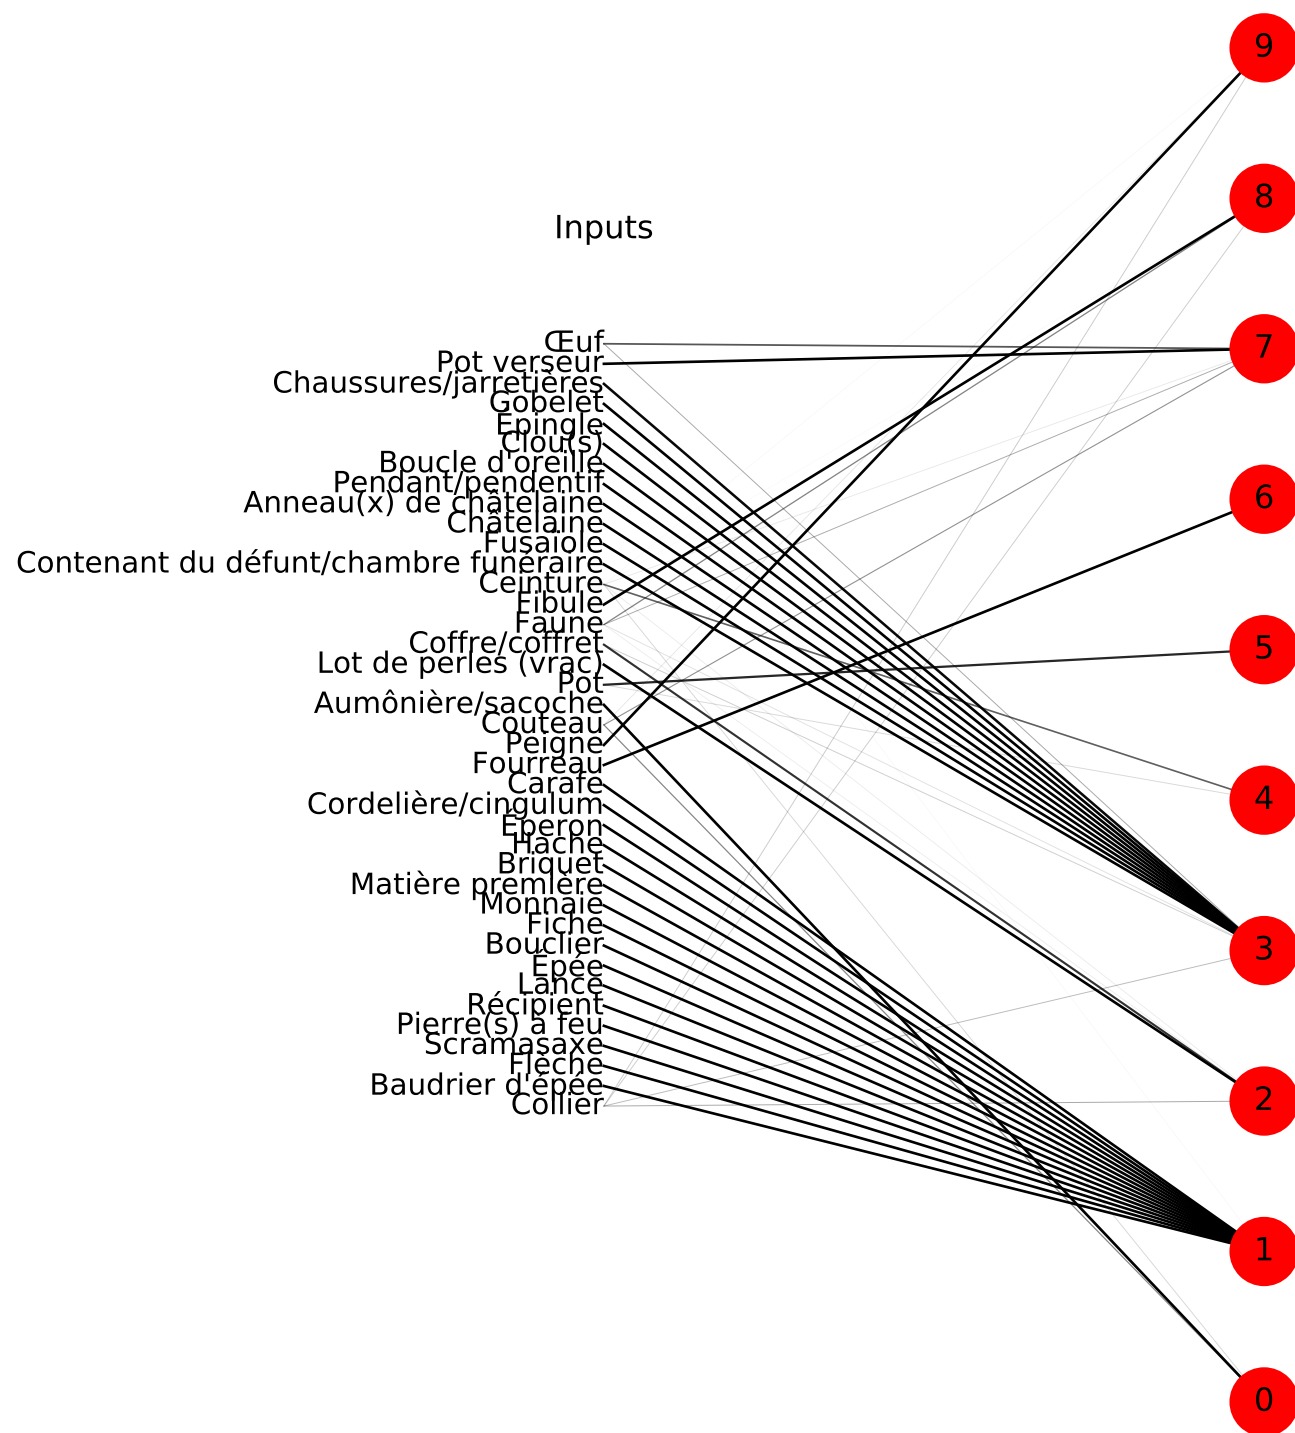 9
8
Inputs
Œuf
7
Pot verseur
Chaussures/jarretières
Gobelet
Épingle
Clou(s)
Boucle d'oreille
Pendant/pendentif
6
Anneau(x) de châtelaine
Châtelaine
Fusaïole
Contenant du défunt/chambre funéraire
Ceinture
Fibule
Faune
Coffre/coffret
5
Lot de perles (vrac)
Pot
Aumônière/sacoche
Couteau
Peigne
Fourreau
Carafe
4
Cordelière/cingulum
Éperon
Hache
Briquet
Matière première
Monnaie
Fiche
Bouclier
3
Épée
Lance
Récipient
Pierre(s) à feu
Scramasaxe
Flèche
Baudrier d'épée
Collier
2
1
0